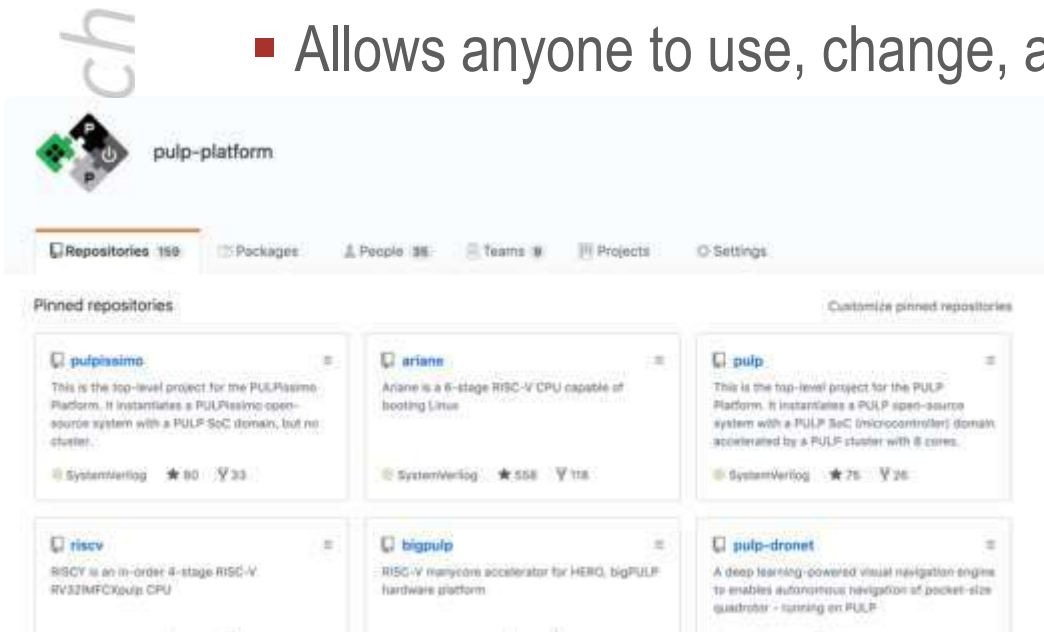 ch
Allows anyone to use, change, a
P
P
pulp-platform
Repositories 159 Packages People 36 Teams 9 Projects Settings
Pinned repositories Customize pinned repositories
pulpissimo
This is the top-level project for the PULPissimo
Platform. It instantiates a PULPissimo open-
source system with a PULP SoC domain, but no
cluster.
SystemVerilog 80 33
ariane
Ariane is a 6-stage RISC-V CPU capable of
booting Linux
SystemVerilog 558 118
pulp
This is the top-level project for the PULP
Platform. It instantiates a PULP open-source
system with a PULP SoC (microcontroller) domain
accelerated by a PULP cluster with 8 cores.
SystemVerilog 75 26
riscv
RI5CY is an in-order 4-stage RISC-V
RV32IMFCXpulp CPU
bigpulp
RISC-V manycore accelerator for HERO, bigPULP
hardware platform
pulp-dronet
A deep learning-powered visual navigation engine
to enables autonomous navigation of pocket-size
quadrotor - running on PULP